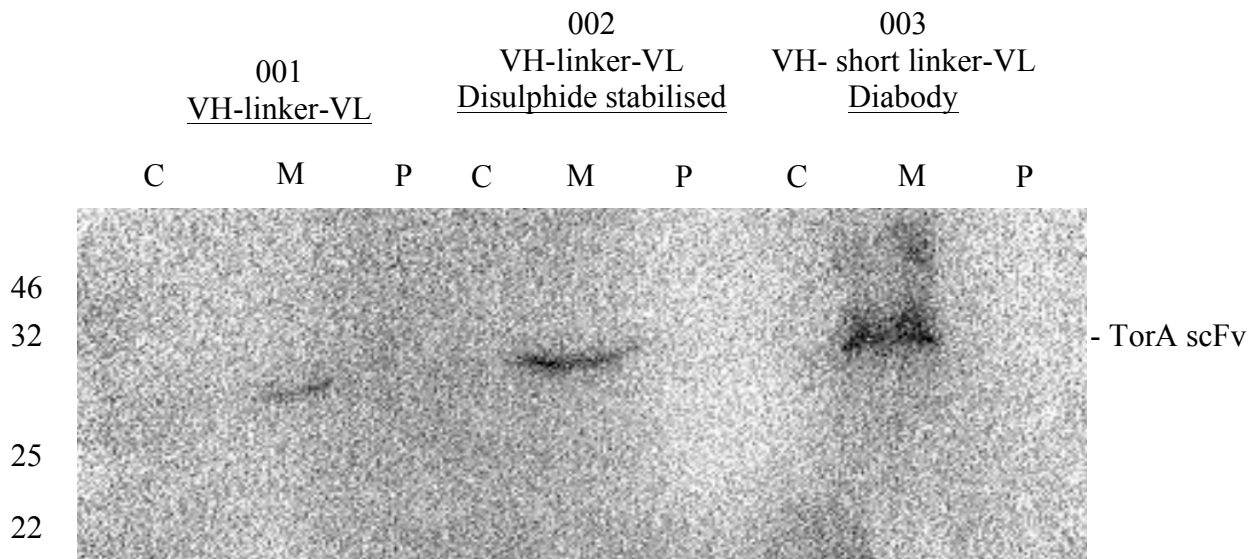 001
VH-linker-VL
002
VH-linker-VL
Disulphide stabilised
003
VH- short linker-VL
Diabody
C M P C M P C M P
46
32
25
22
- TorA scFv